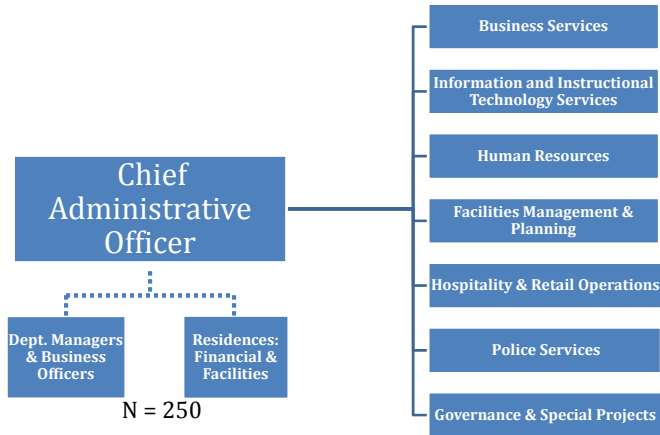 Chief
Administrative
Officer
Dept. Managers
& Business
Officers
Residences:
Financial &
Facilities
N = 250
Business Services
Information and Instructional
Technology Services
Human Resources
Facilities Management &
Planning
Hospitality & Retail Operations
Police Services
Governance & Special Projects